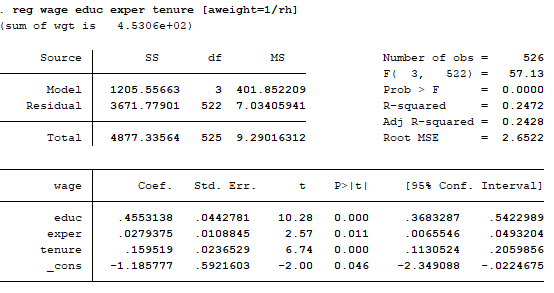 . reg wage educ exper tenure [aweight=1/rh]
(sum of wgt is   4.5306e+02)
Source SS df MS Number of obs = 526
F( 3, 522) = 57.13
Model 1205.55663 3 401.852209 Prob > F = 0.0000
Residual 3671.77901 522 7.03405941 R-squared = 0.2472
Adj R-squared = 0.2428
Total 4877.33564 525 9.29016312 Root MSE = 2.6522
wage Coef. Std. Err. t P>|t| [95% Conf. Interval]
educ .4553138 .0442781 10.28 0.000 .3683287 .5422989
exper .0279375 .0108845 2.57 0.011 .0065546 .0493204
tenure .159519 .0236529 6.74 0.000 .1130524 .2059856
_cons -1.185777 .5921603 -2.00 0.046 -2.349088 -.0224675